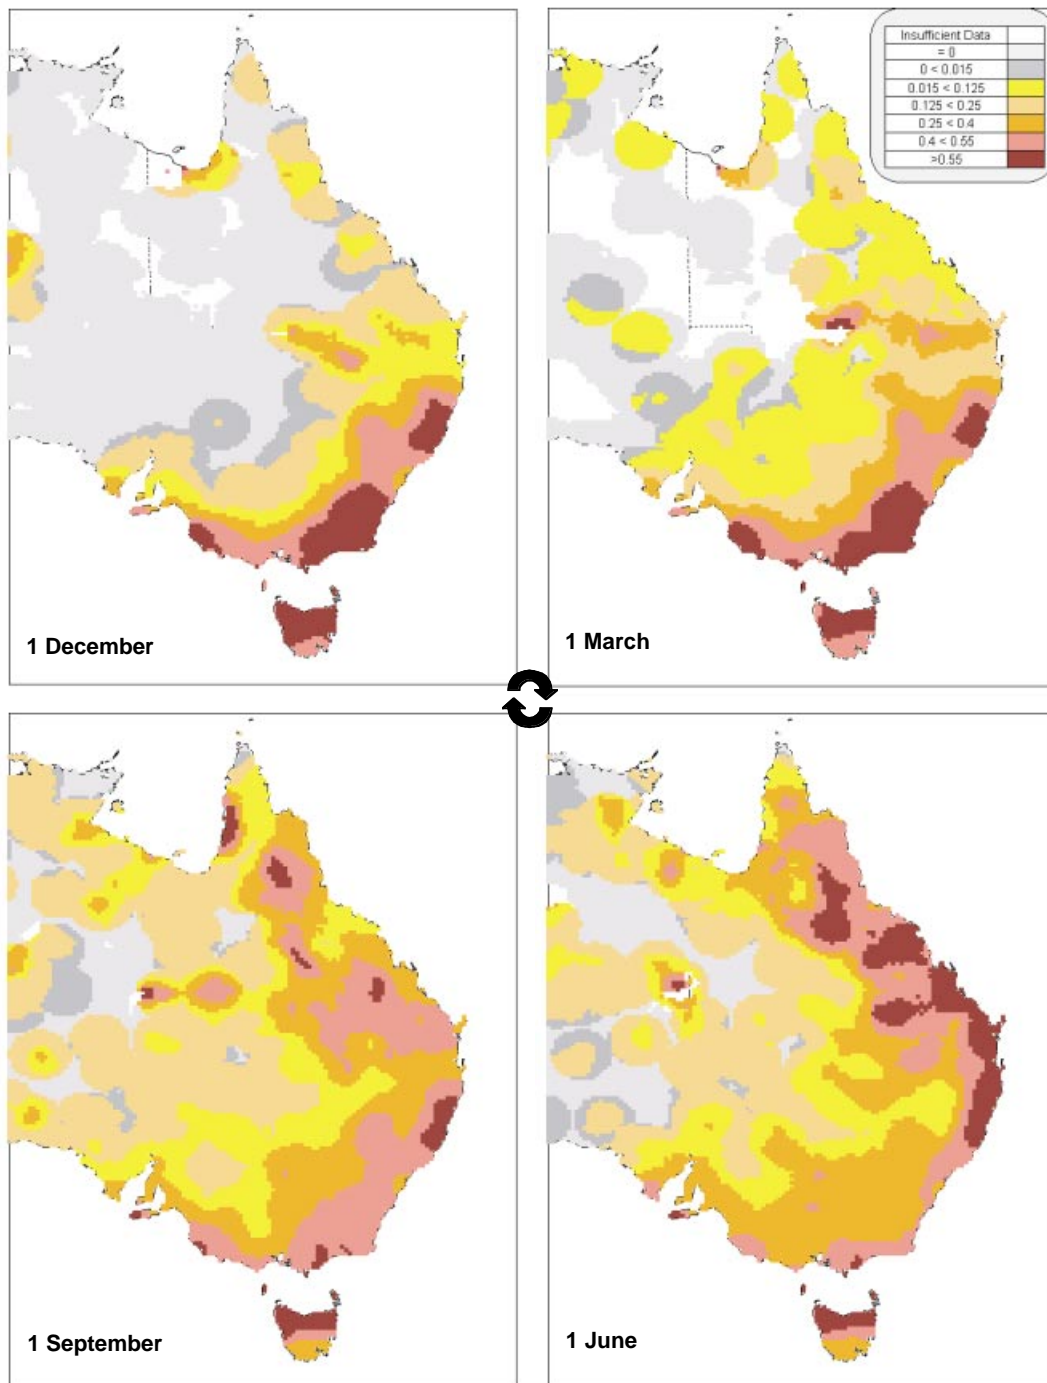 Insufficient Data
= 0
0 < 0.015
0.015 < 0.125
0.125 < 0.25
0.25 < 0.4
0.4 < 0.55
>0.55
1 December
1 March
1 September
1 June